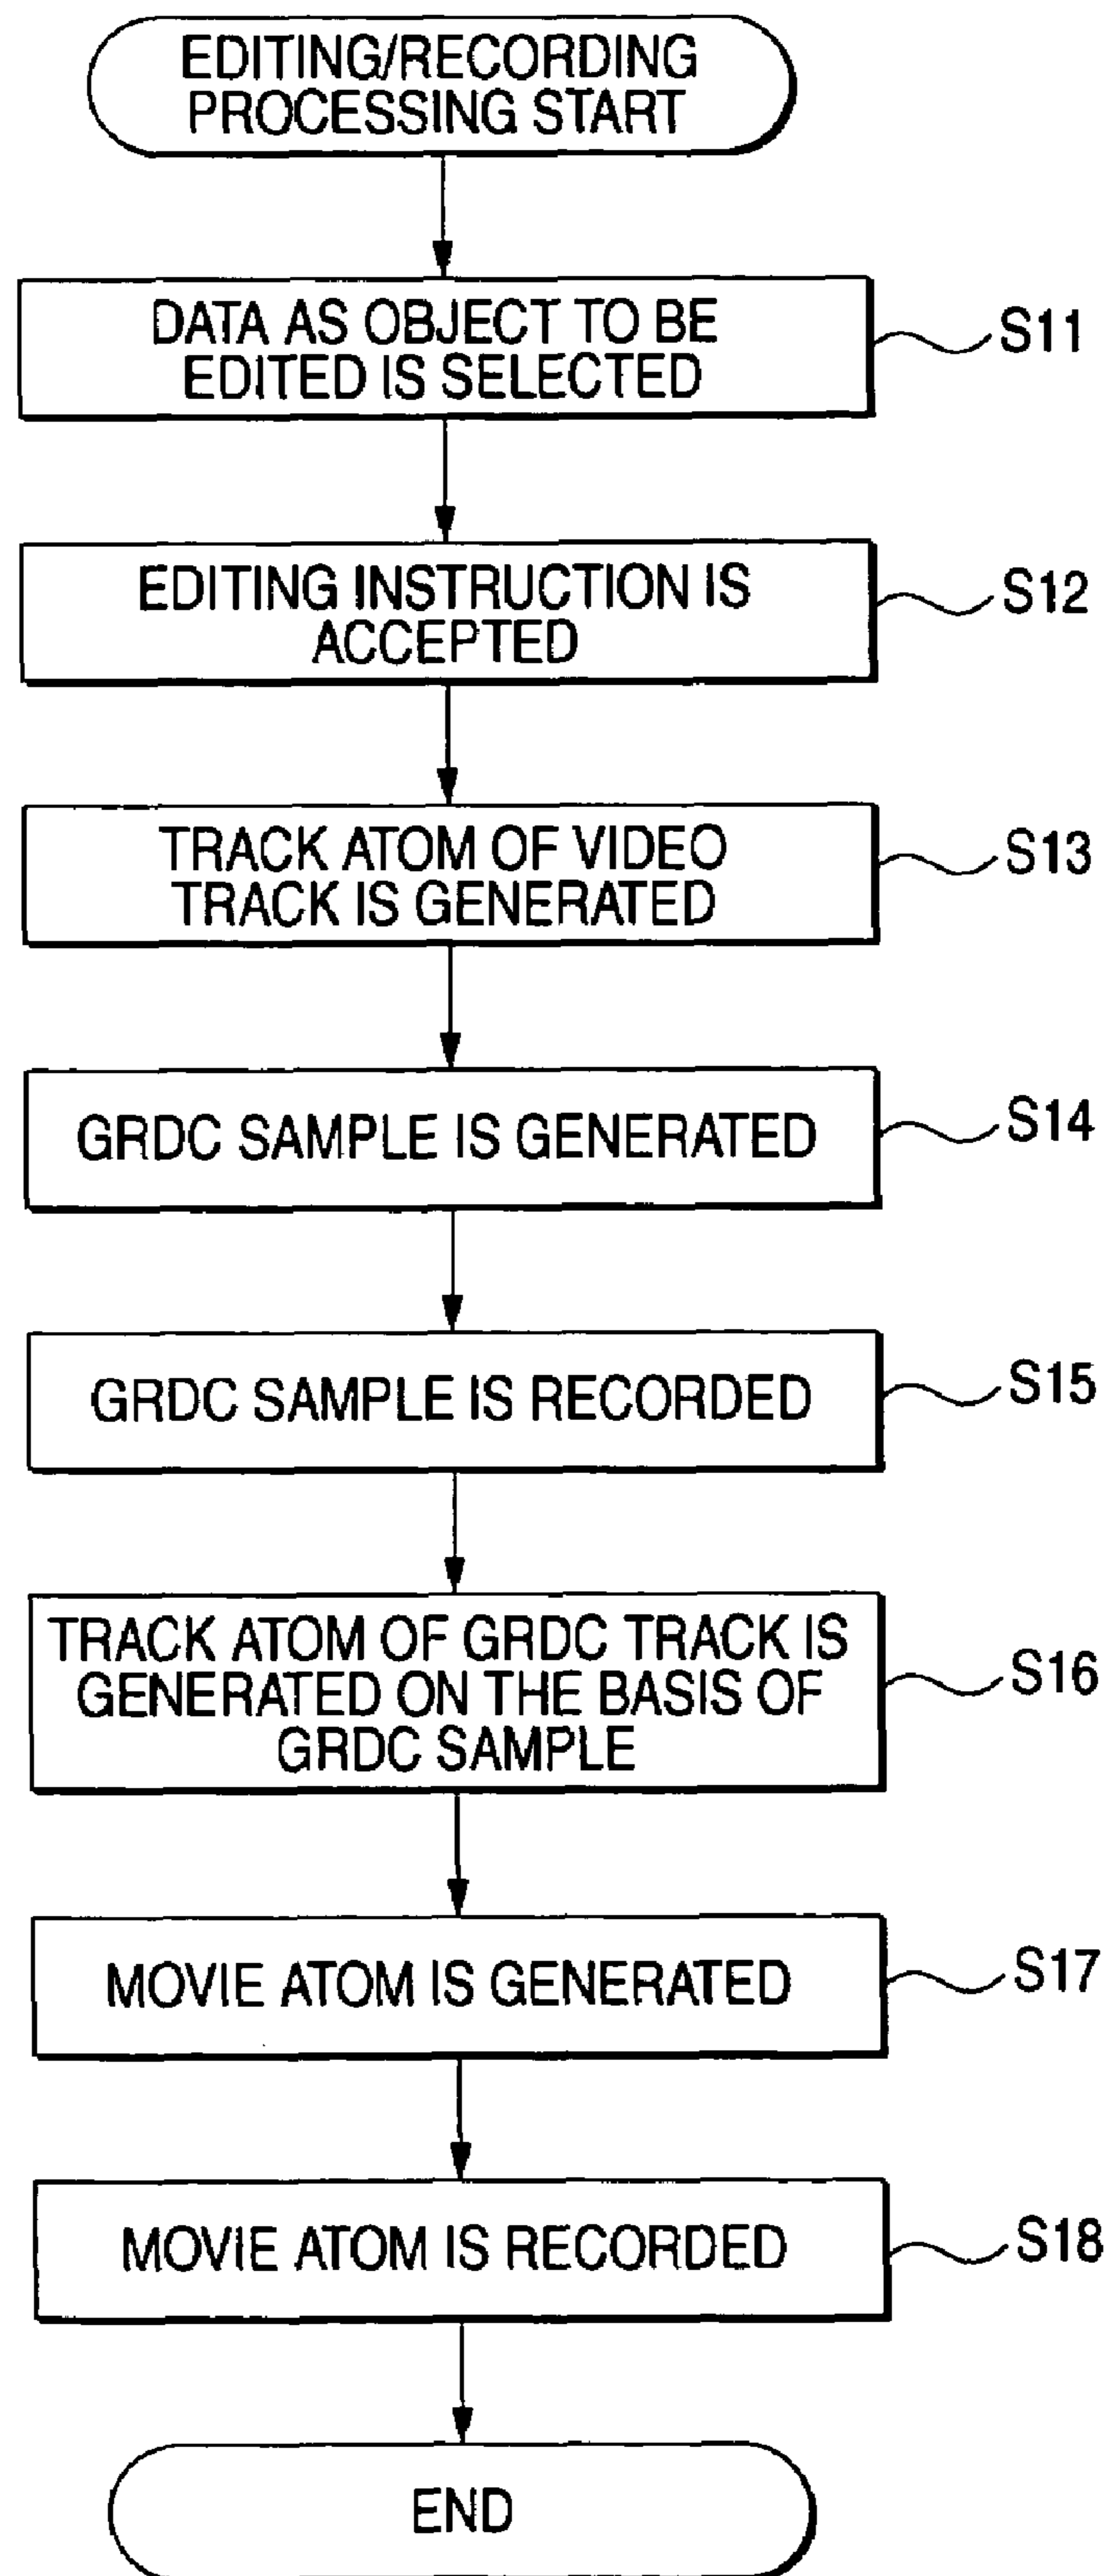 EDITING/RECORDING
PROCESSING START
DATA AS OBJECT TO BE
EDITED IS SELECTED
S11
EDITING INSTRUCTION IS
ACCEPTED
S12
TRACK ATOM OF VIDEO
TRACK IS GENERATED
S13
GRDC SAMPLE IS GENERATED
S14
GRDC SAMPLE IS RECORDED
S15
TRACK ATOM OF GRDC TRACK IS
GENERATED ON THE BASIS OF
GRDC SAMPLE
S16
MOVIE ATOM IS GENERATED
S17
MOVIE ATOM IS RECORDED
S18
END